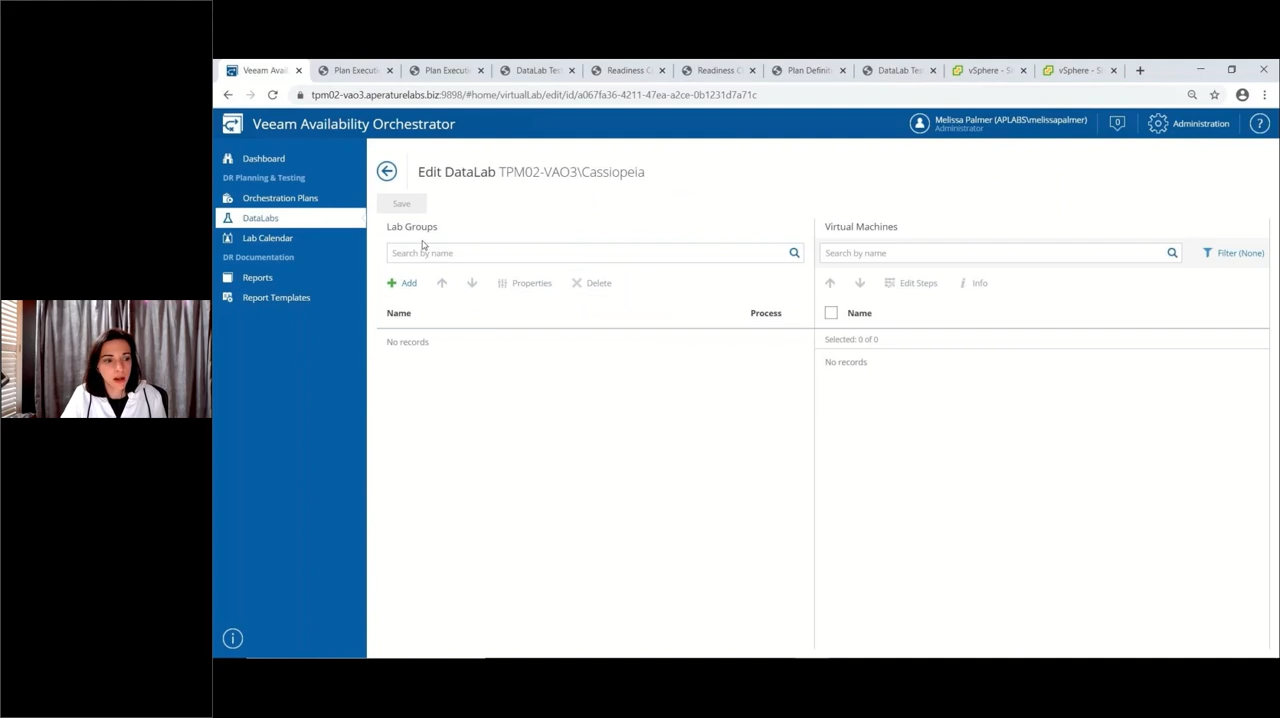 Veeam Avail
Plan Executi
Plan Executi
DataLab Tes
Readiness C
Readiness C
Plan Definit
DataLab Tes
vSphere - S
vSphere - S
tpm02-vao3.aperaturelabs.biz:9898/#home/virtualLab/edit/id/a067fa36-4211-47ea-a2ce-0b1231d7a71c
Veeam Availability Orchestrator
Melissa Palmer (APLABS\melissapalmer)
Administrator
0
Administration
?
Dashboard
DR Planning & Testing
Orchestration Plans
DataLabs
Lab Calendar
DR Documentation
Reports
Report Templates
Edit DataLab TPM02-VAO3\Cassiopeia
Save
Lab Groups
Search by name
Add
Properties
Delete
Name Process
No records
Virtual Machines
Search by name
Filter (None)
Edit Steps
Info
Name
Selected: 0 of 0
No records